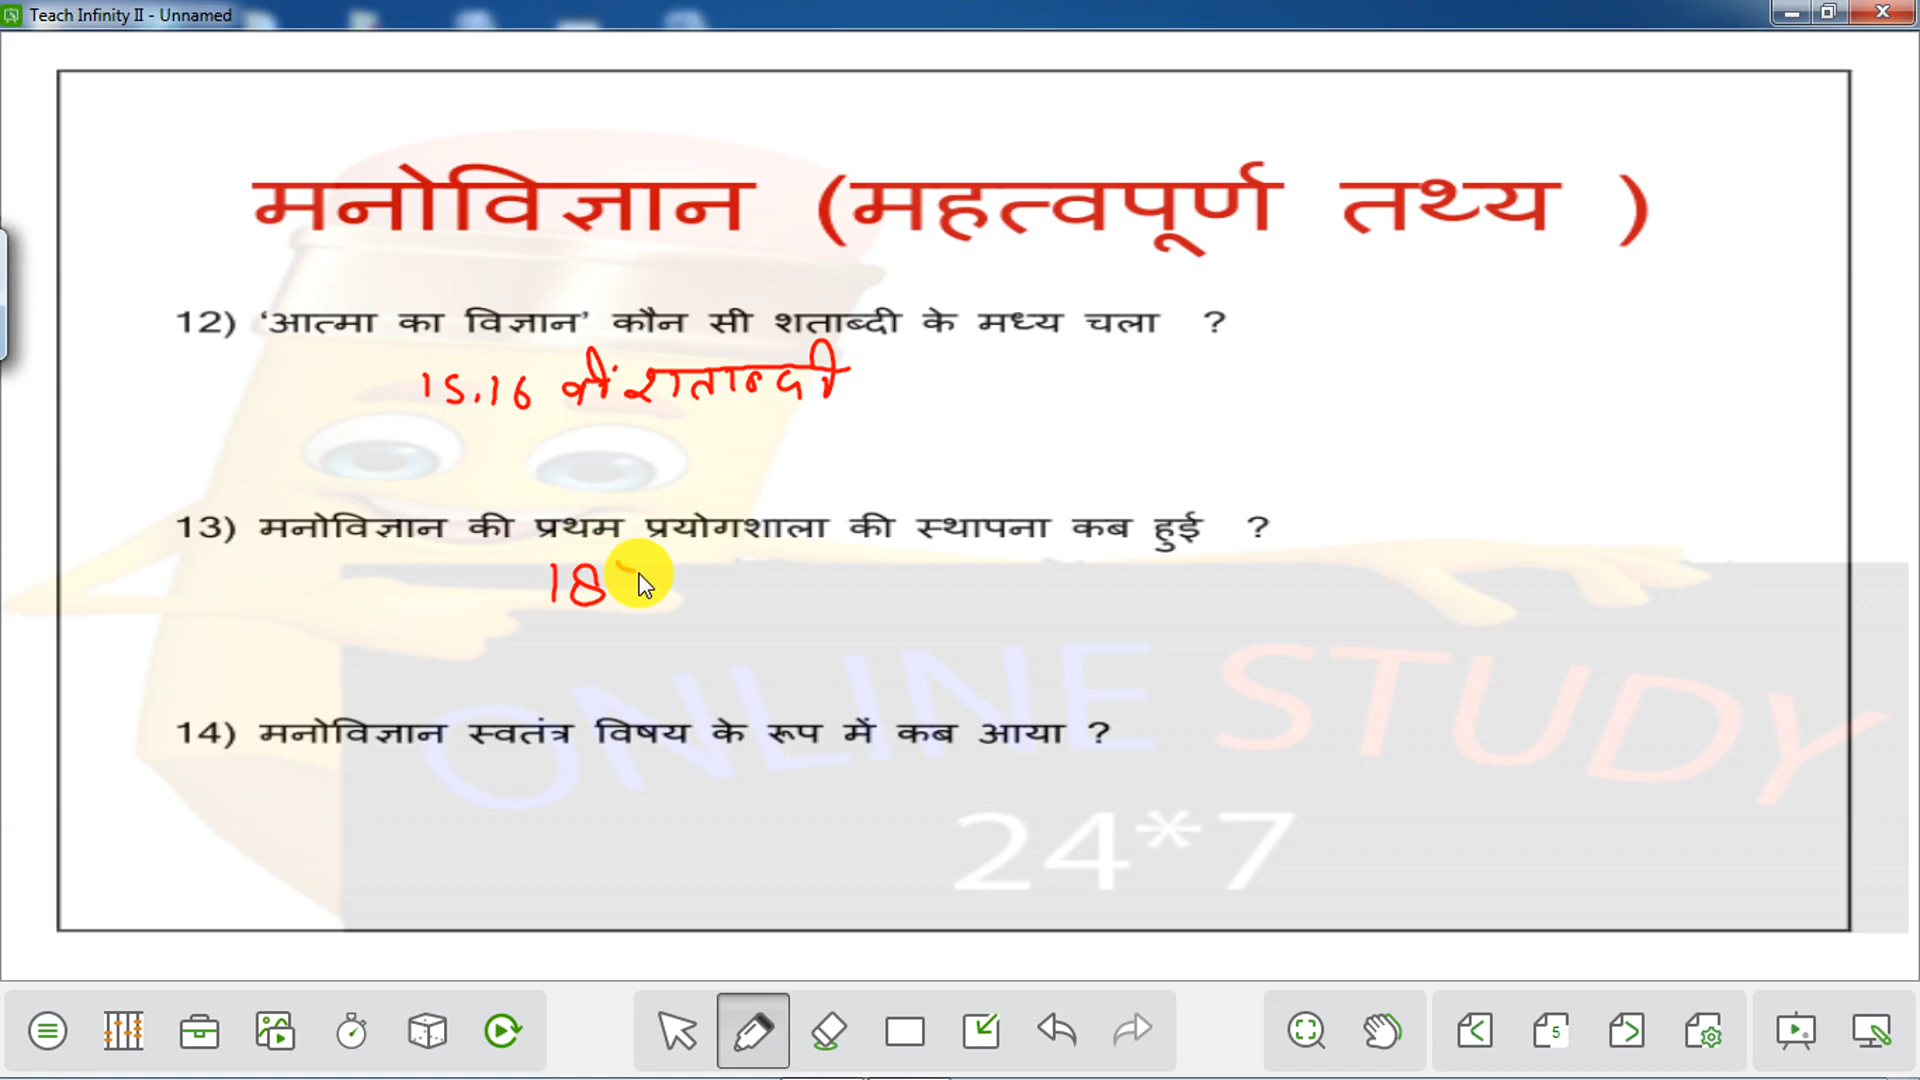 Teach Infinity II - Unnamed
मनोविज्ञान (महत्वपूर्ण तथ्य )
12) ‘आत्मा का विज्ञान’ कौन सी शताब्दी के मध्य चला ?
15.16 वीं शताब्दी
13) मनोविज्ञान की प्रथम प्रयोगशाला की स्थापना कब हुई ?
18
14) मनोविज्ञान स्वतंत्र विषय के रूप में कब आया ?
ONLINE STUDY
24*7
5